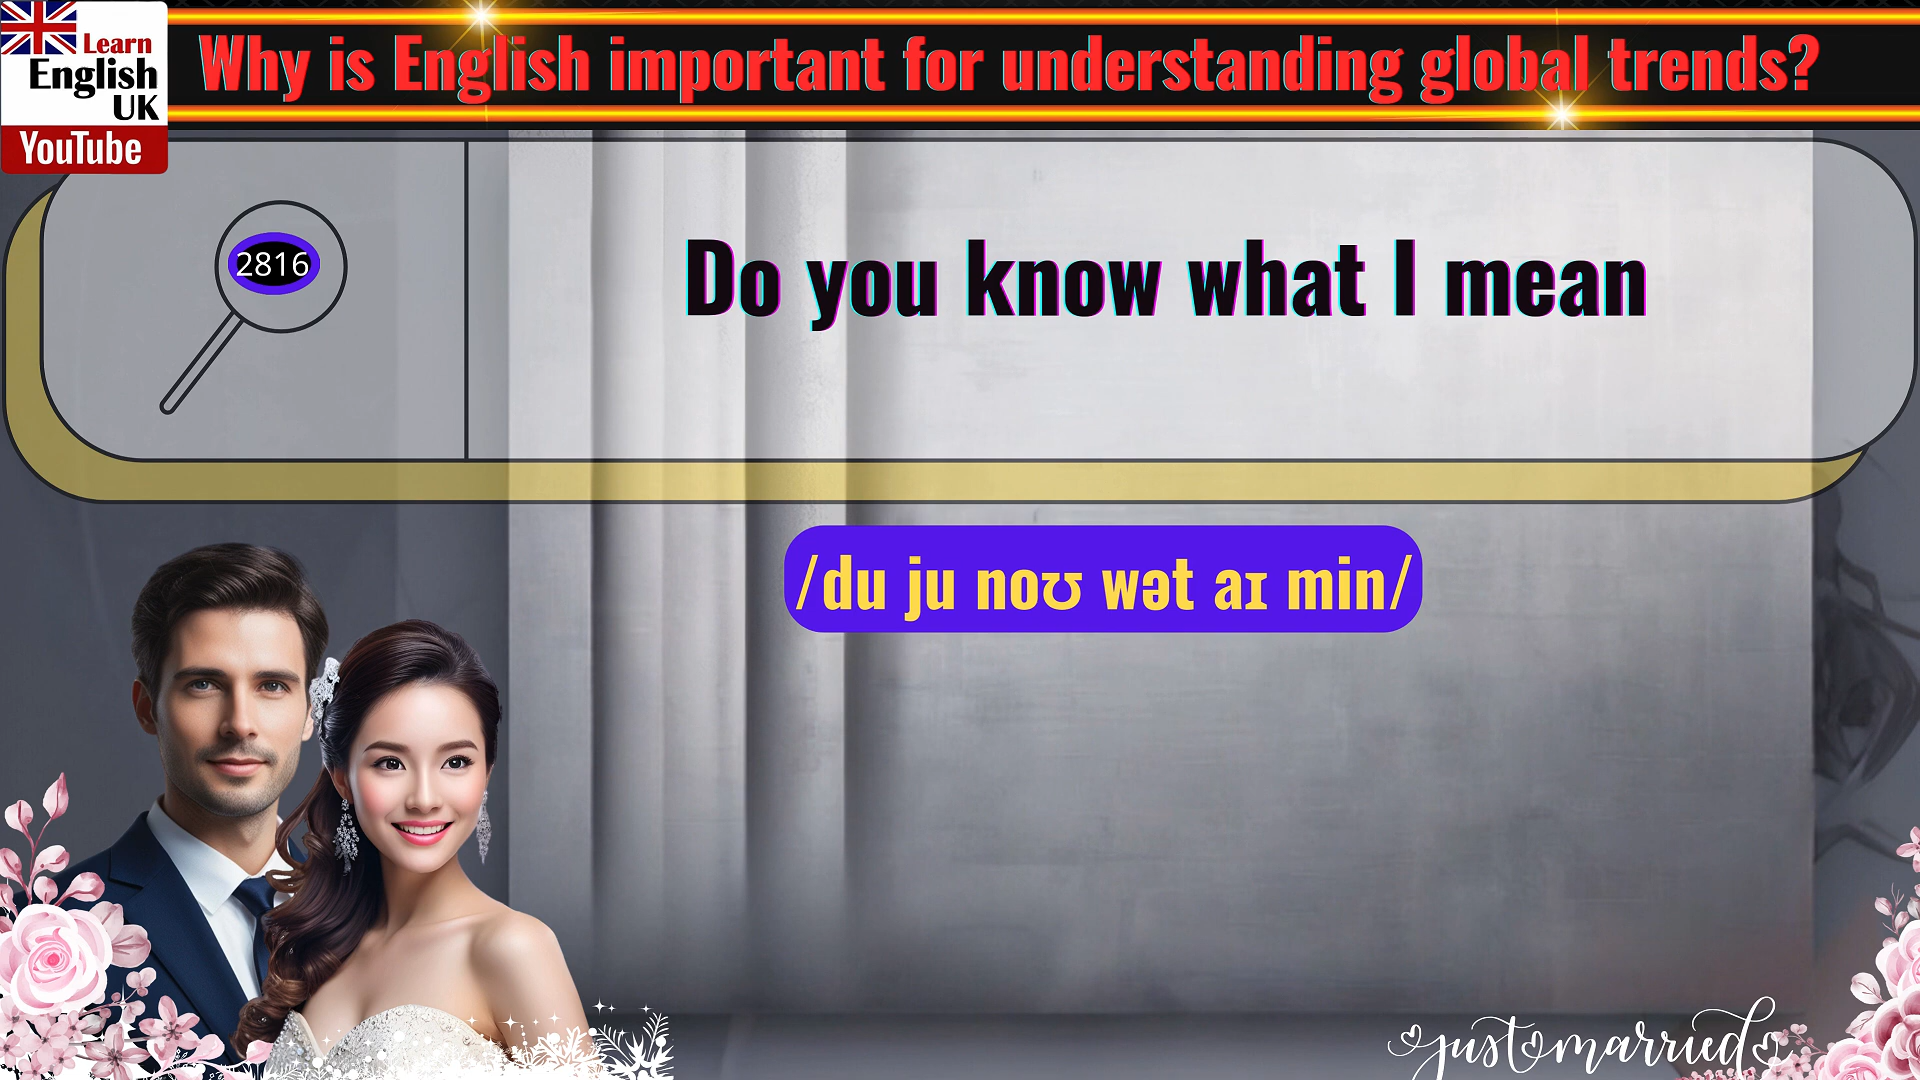 Learn
English
UK
YouTube
Why is English important for understanding global trends?
2816
Do you know what I mean
/du ju noʊ wət aɪ min/
just married